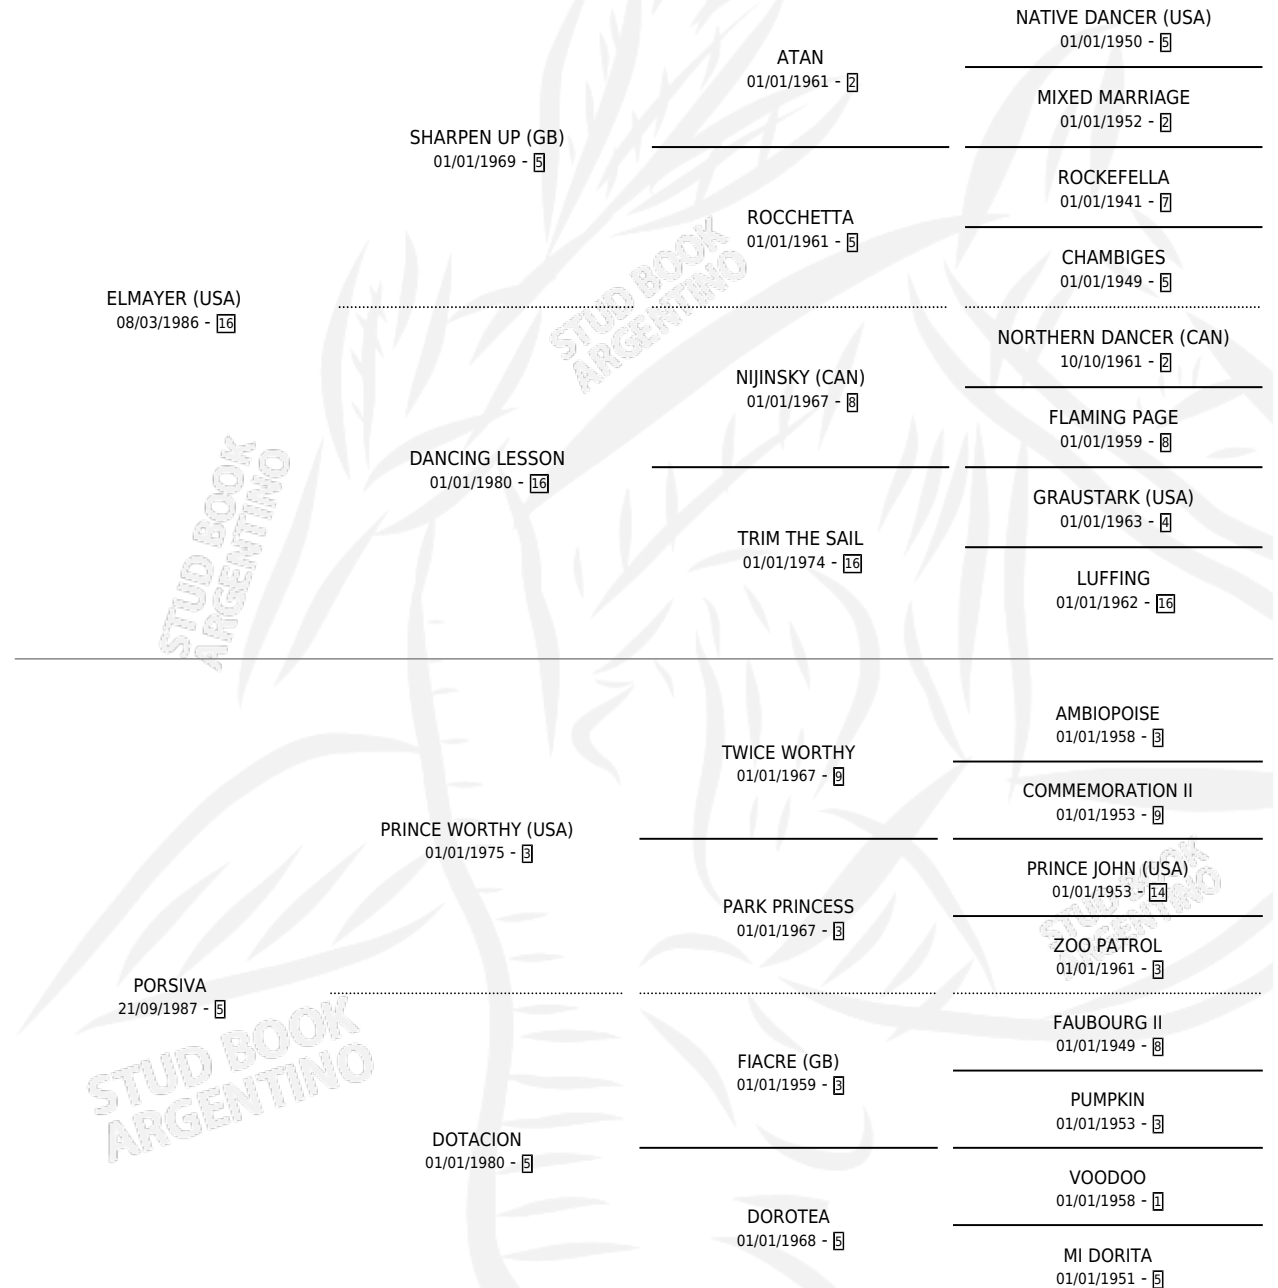 NATIVE DANCER (USA)
01/01/1950 - 5
ATAN
01/01/1961 - 2
MIXED MARRIAGE
01/01/1952 - 2
SHARPEN UP (GB)
01/01/1969 - 5
ROCKEFELLA
01/01/1941 - 7
ROCCHETTA
01/01/1961 - 5
CHAMBIGES
01/01/1949 - 5
ELMAYER (USA)
08/03/1986 - 16
STUD BOOK
ARGENTINO
NORTHERN DANCER (CAN)
10/10/1961 - 2
NIJINSKY (CAN)
01/01/1967 - 8
FLAMING PAGE
01/01/1959 - 8
DANCING LESSON
01/01/1980 - 16
GRAUSTARK (USA)
01/01/1963 - 4
TRIM THE SAIL
01/01/1974 - 16
LUFFING
01/01/1962 - 16
STUD BOOK
ARGENTINO
AMBIOPOISE
01/01/1958 - 3
TWICE WORTHY
01/01/1967 - 9
COMMEMORATION II
01/01/1953 - 9
PRINCE WORTHY (USA)
01/01/1975 - 3
PRINCE JOHN (USA)
01/01/1953 - 14
STUD BOOK
ARGENTINO
PARK PRINCESS
01/01/1967 - 3
ZOO PATROL
01/01/1961 - 3
PORSIVA
21/09/1987 - 5
FAUBOURG II
01/01/1949 - 8
FIACRE (GB)
01/01/1959 - 3
PUMPKIN
01/01/1953 - 3
STUD BOOK
ARGENTINO
DOTACION
01/01/1980 - 5
VOODOO
01/01/1958 - 1
DOROTEA
01/01/1968 - 5
MI DORITA
01/01/1951 - 5